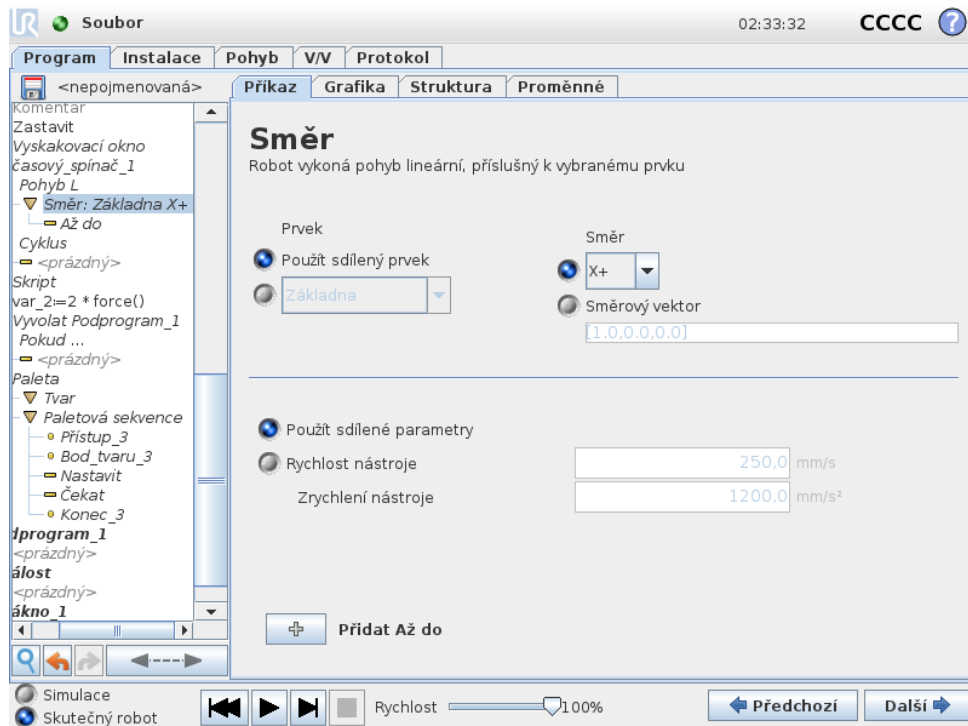 UR Soubor 02:33:32 CCCC ?
Program Instalace Pohyb V/V Protokol
<nepojmenovaná>
Příkaz Grafika Struktura Proměnné
Komentář
Zastavit
Vyskakovací okno
časový_spínač_1
Pohyb L
Směr: Základna X+
Až do
Cyklus
<prázdný>
Skript
var_2:=2 * force()
Vyvolat Podprogram_1
Pokud ...
<prázdný>
Paleta
Tvar
Paletová sekvence
Přístup_3
Bod_tvaru_3
Nastavit
Čekat
Konec_3
dprogram_1
<prázdný>
álost
<prázdný>
ákno_1
Směr
Robot vykoná pohyb lineární, příslušný k vybranému prvku
Prvek
Použít sdílený prvek
Základna
Směr
X+
Směrový vektor
[1.0,0.0,0.0]
Použít sdílené parametry
Rychlost nástroje 250,0 mm/s
Zrychlení nástroje 1200,0 mm/s²
Přidat Až do
Simulace
Skutečný robot
Rychlost 100%
Předchozí Další